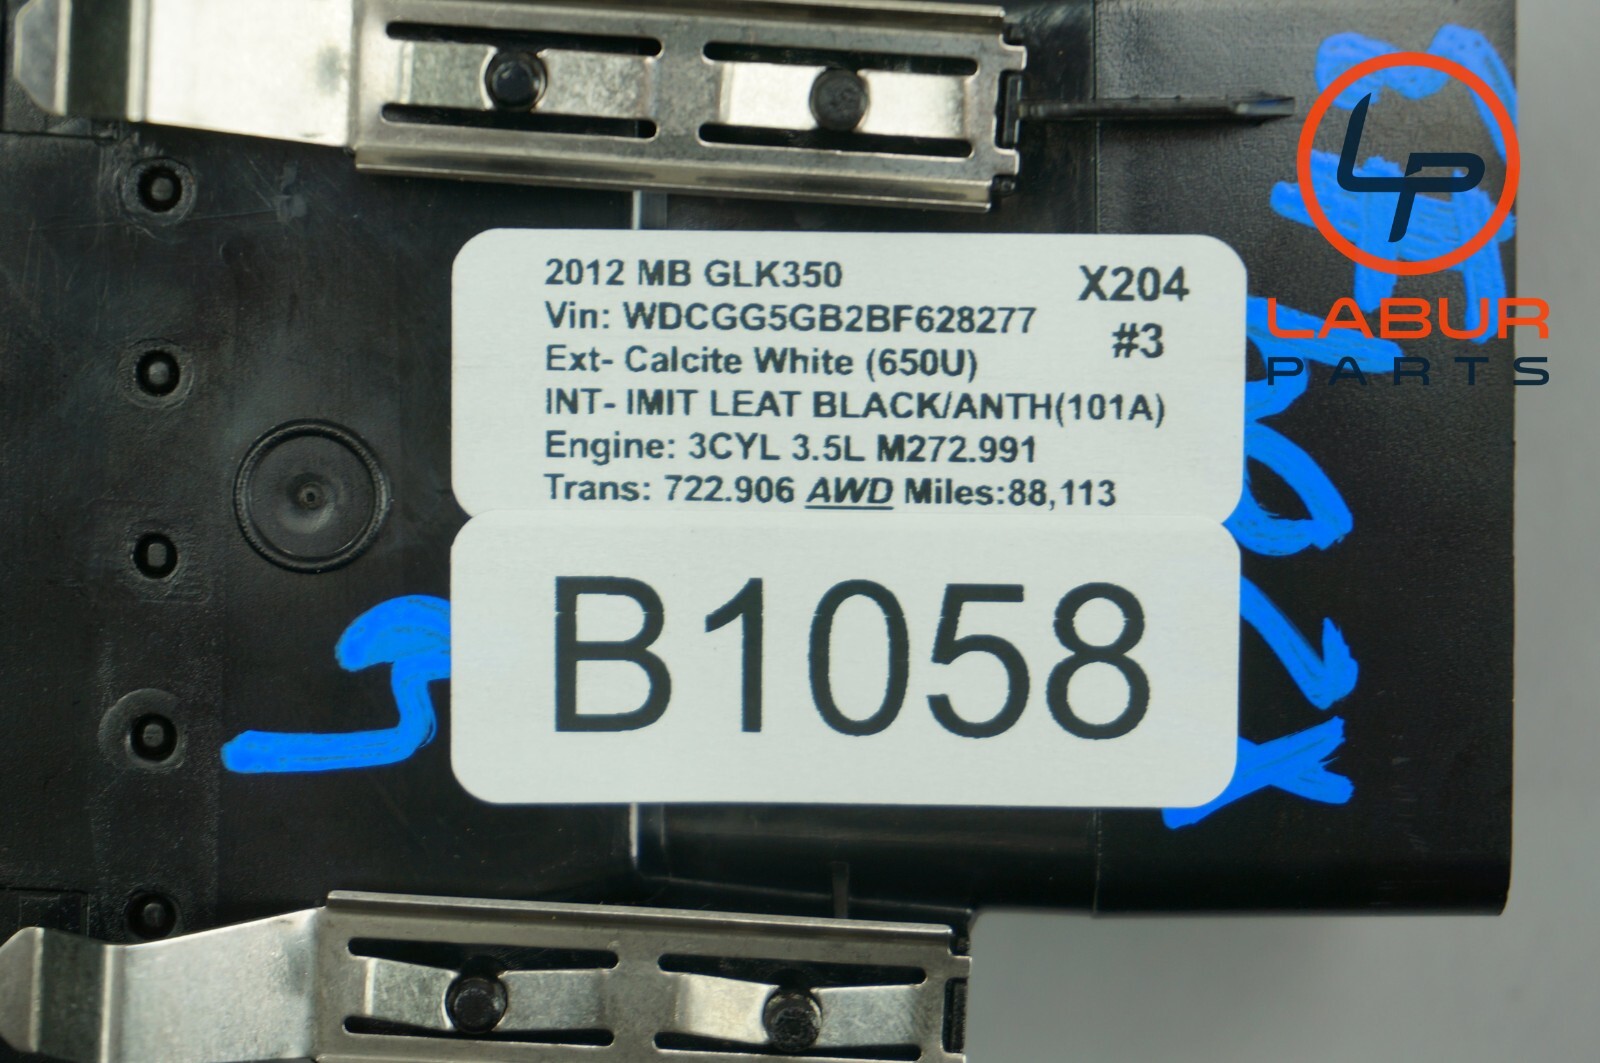 2012 MB GLK350
X204
Vin: WDCGG5GB2BF628277
#3
Ext- Calcite White (650U)
INT- IMIT LEAT BLACK/ANTH(101A)
Engine: 3CYL 3.5L M272.991
Trans: 722.906 AWD Miles:88,113
B1058
LP
LABUR
PARTS